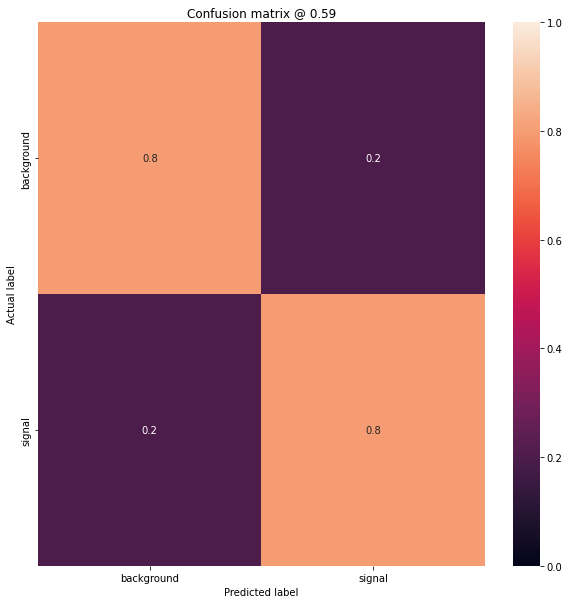 Confusion matrix @ 0.59
Actual label
background
signal
0.8
0.2
0.2
0.8
background
signal
Predicted label
1.0
0.8
0.6
0.4
0.2
0.0